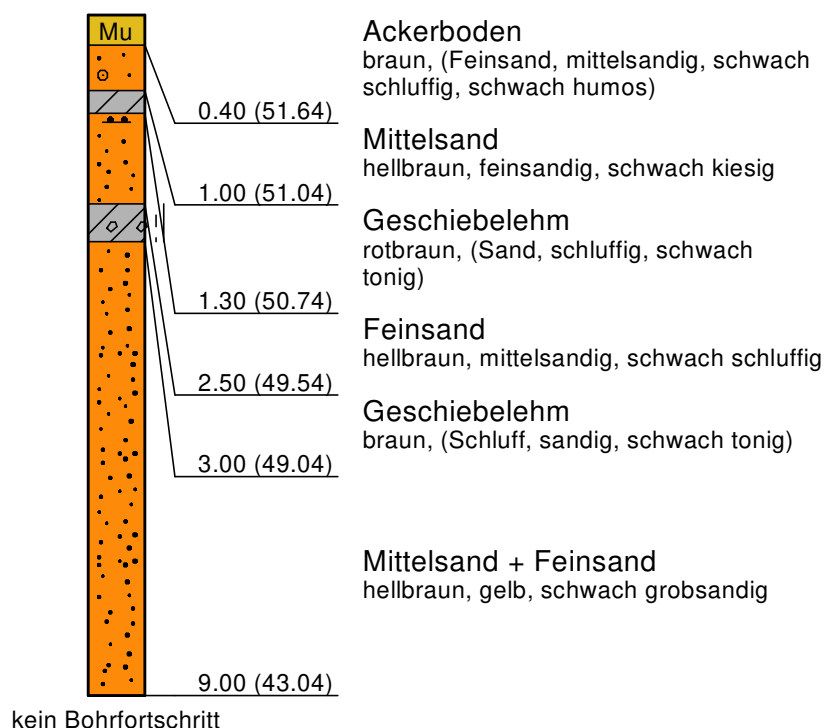 Mu
Ackerboden
braun, (Feinsand, mittelsandig, schwach
schluffig, schwach humos)
0.40 (51.64)
Mittelsand
hellbraun, feinsandig, schwach kiesig
1.00 (51.04)
Geschiebelehm
rotbraun, (Sand, schluffig, schwach
tonig)
1.30 (50.74)
Feinsand
hellbraun, mittelsandig, schwach schluffig
2.50 (49.54)
Geschiebelehm
braun, (Schluff, sandig, schwach tonig)
3.00 (49.04)
Mittelsand + Feinsand
hellbraun, gelb, schwach grobsandig
9.00 (43.04)
kein Bohrfortschritt